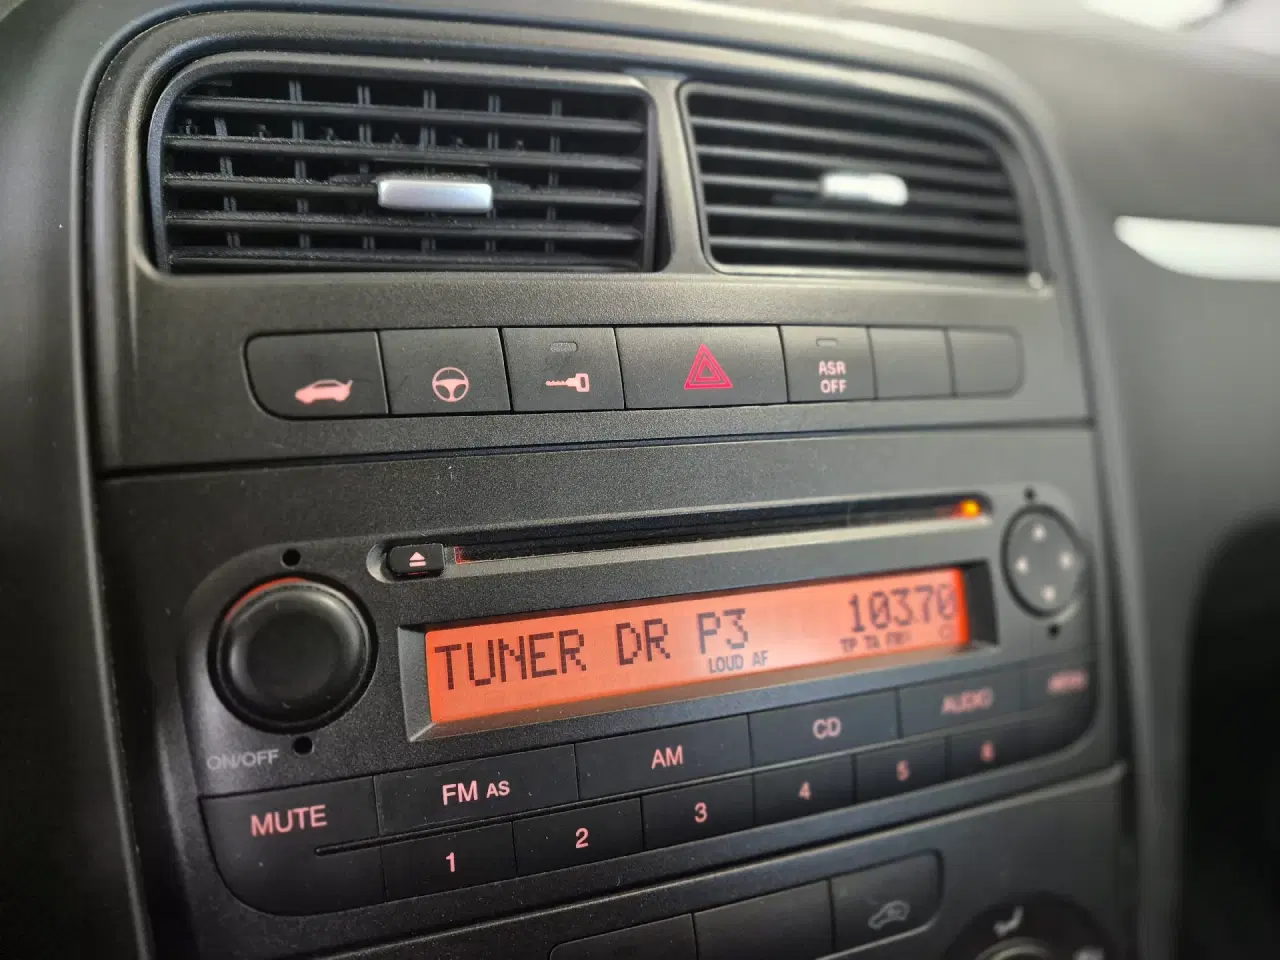 ASR
OFF
TUNER DR P3 103.70
LOUD AF TP TA
ON/OFF
MUTE FM AS AM CD AUDIO MENU
1 2 3 4 5 6